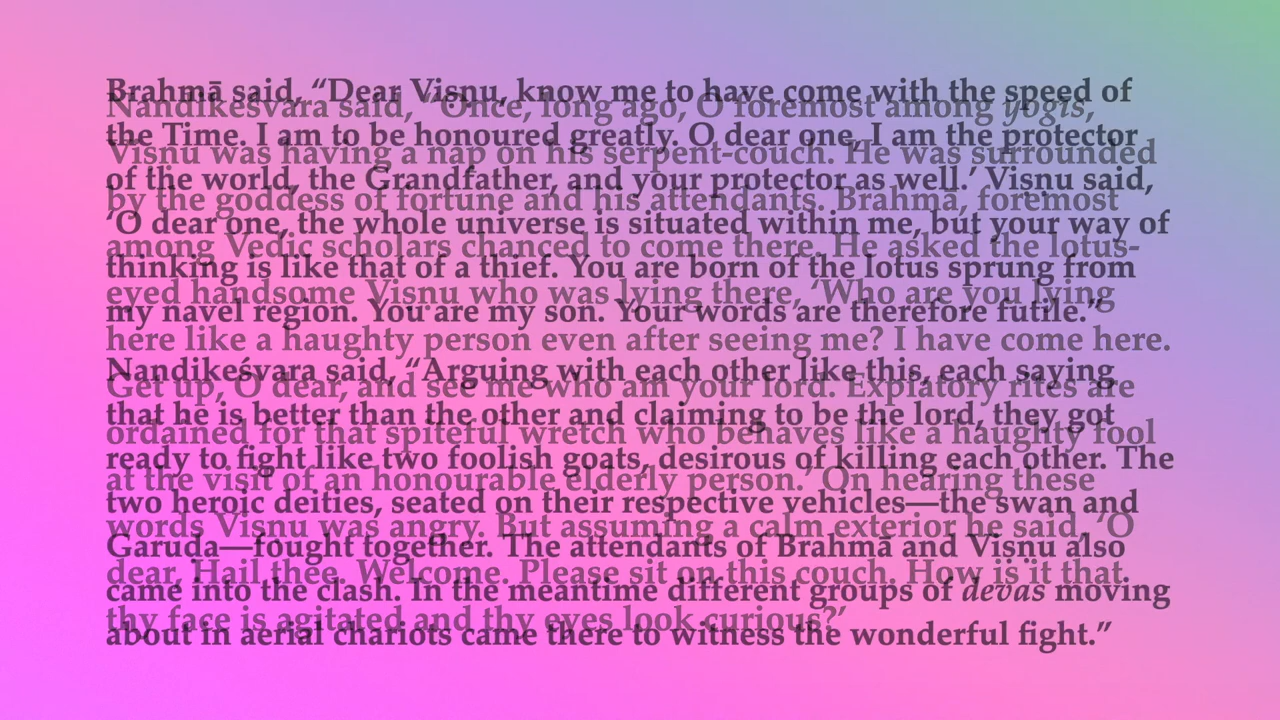 Brahmā said, “Dear Visnu, know me to have come with the speed of
the Time. I am to be honoured greatly. O dear one, I am the protector
of the world, the Grandfather, and your protector as well.’ Visnu said,
‘O dear one, the whole universe is situated within me, but your way of
thinking is like that of a thief. You are born of the lotus sprung from
my navel region. You are my son. Your words are therefore futile.”
Nandikeśvara said, “Arguing with each other like this, each saying
that he is better than the other and claiming to be the lord, they got
ready to fight like two foolish goats, desirous of killing each other. The
two heroic deities, seated on their respective vehicles—the swan and
Garuḍa—fought together. The attendants of Brahmā and Visnu also
came into the clash. In the meantime different groups of devas moving
about in aerial chariots came there to witness the wonderful fight.”
Nandikeśvara said, “Once, long ago, O foremost among yogis,
Visnu was having a nap on his serpent-couch. He was surrounded
by the goddess of fortune and his attendants. Brahmā, foremost
among Vedic scholars chanced to come there. He asked the lotus-
eyed handsome Visnu who was lying there, ‘Who are you lying
here like a haughty person even after seeing me? I have come here.
Get up, O dear, and see me who am your lord. Expiatory rites are
ordained for that spiteful wretch who behaves like a haughty fool
at the visit of an honourable elderly person.’ On hearing these
words Visnu was angry. But assuming a calm exterior he said, ‘O
dear, Hail thee. Welcome. Please sit on this couch. How is it that
thy face is agitated and thy eyes look curious?’